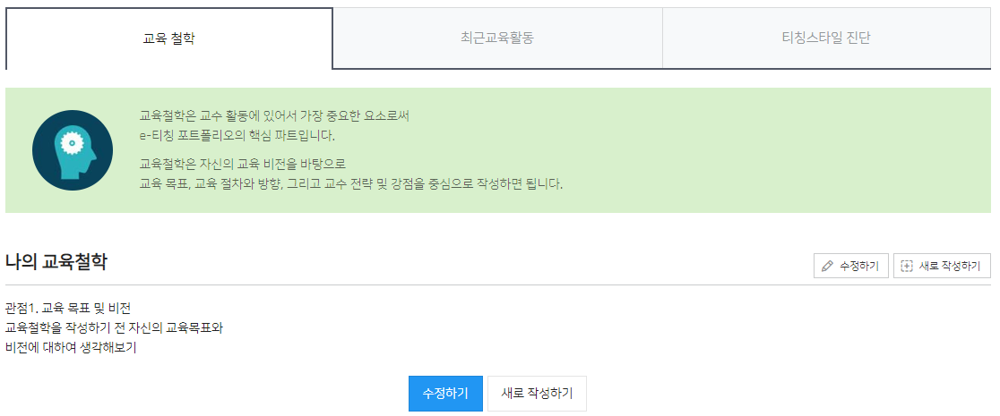 교육 철학
최근교육활동
티칭스타일 진단
교육철학은 교수 활동에 있어서 가장 중요한 요소로써
e-티칭 포트폴리오의 핵심 파트입니다.
교육철학은 자신의 교육 비전을 바탕으로
교육 목표, 교육 절차와 방향, 그리고 교수 전략 및 강점을 중심으로 작성하면 됩니다.
나의 교육철학
수정하기
새로 작성하기
관점1. 교육 목표 및 비전
교육철학을 작성하기 전 자신의 교육목표와
비전에 대하여 생각해보기
수정하기
새로 작성하기